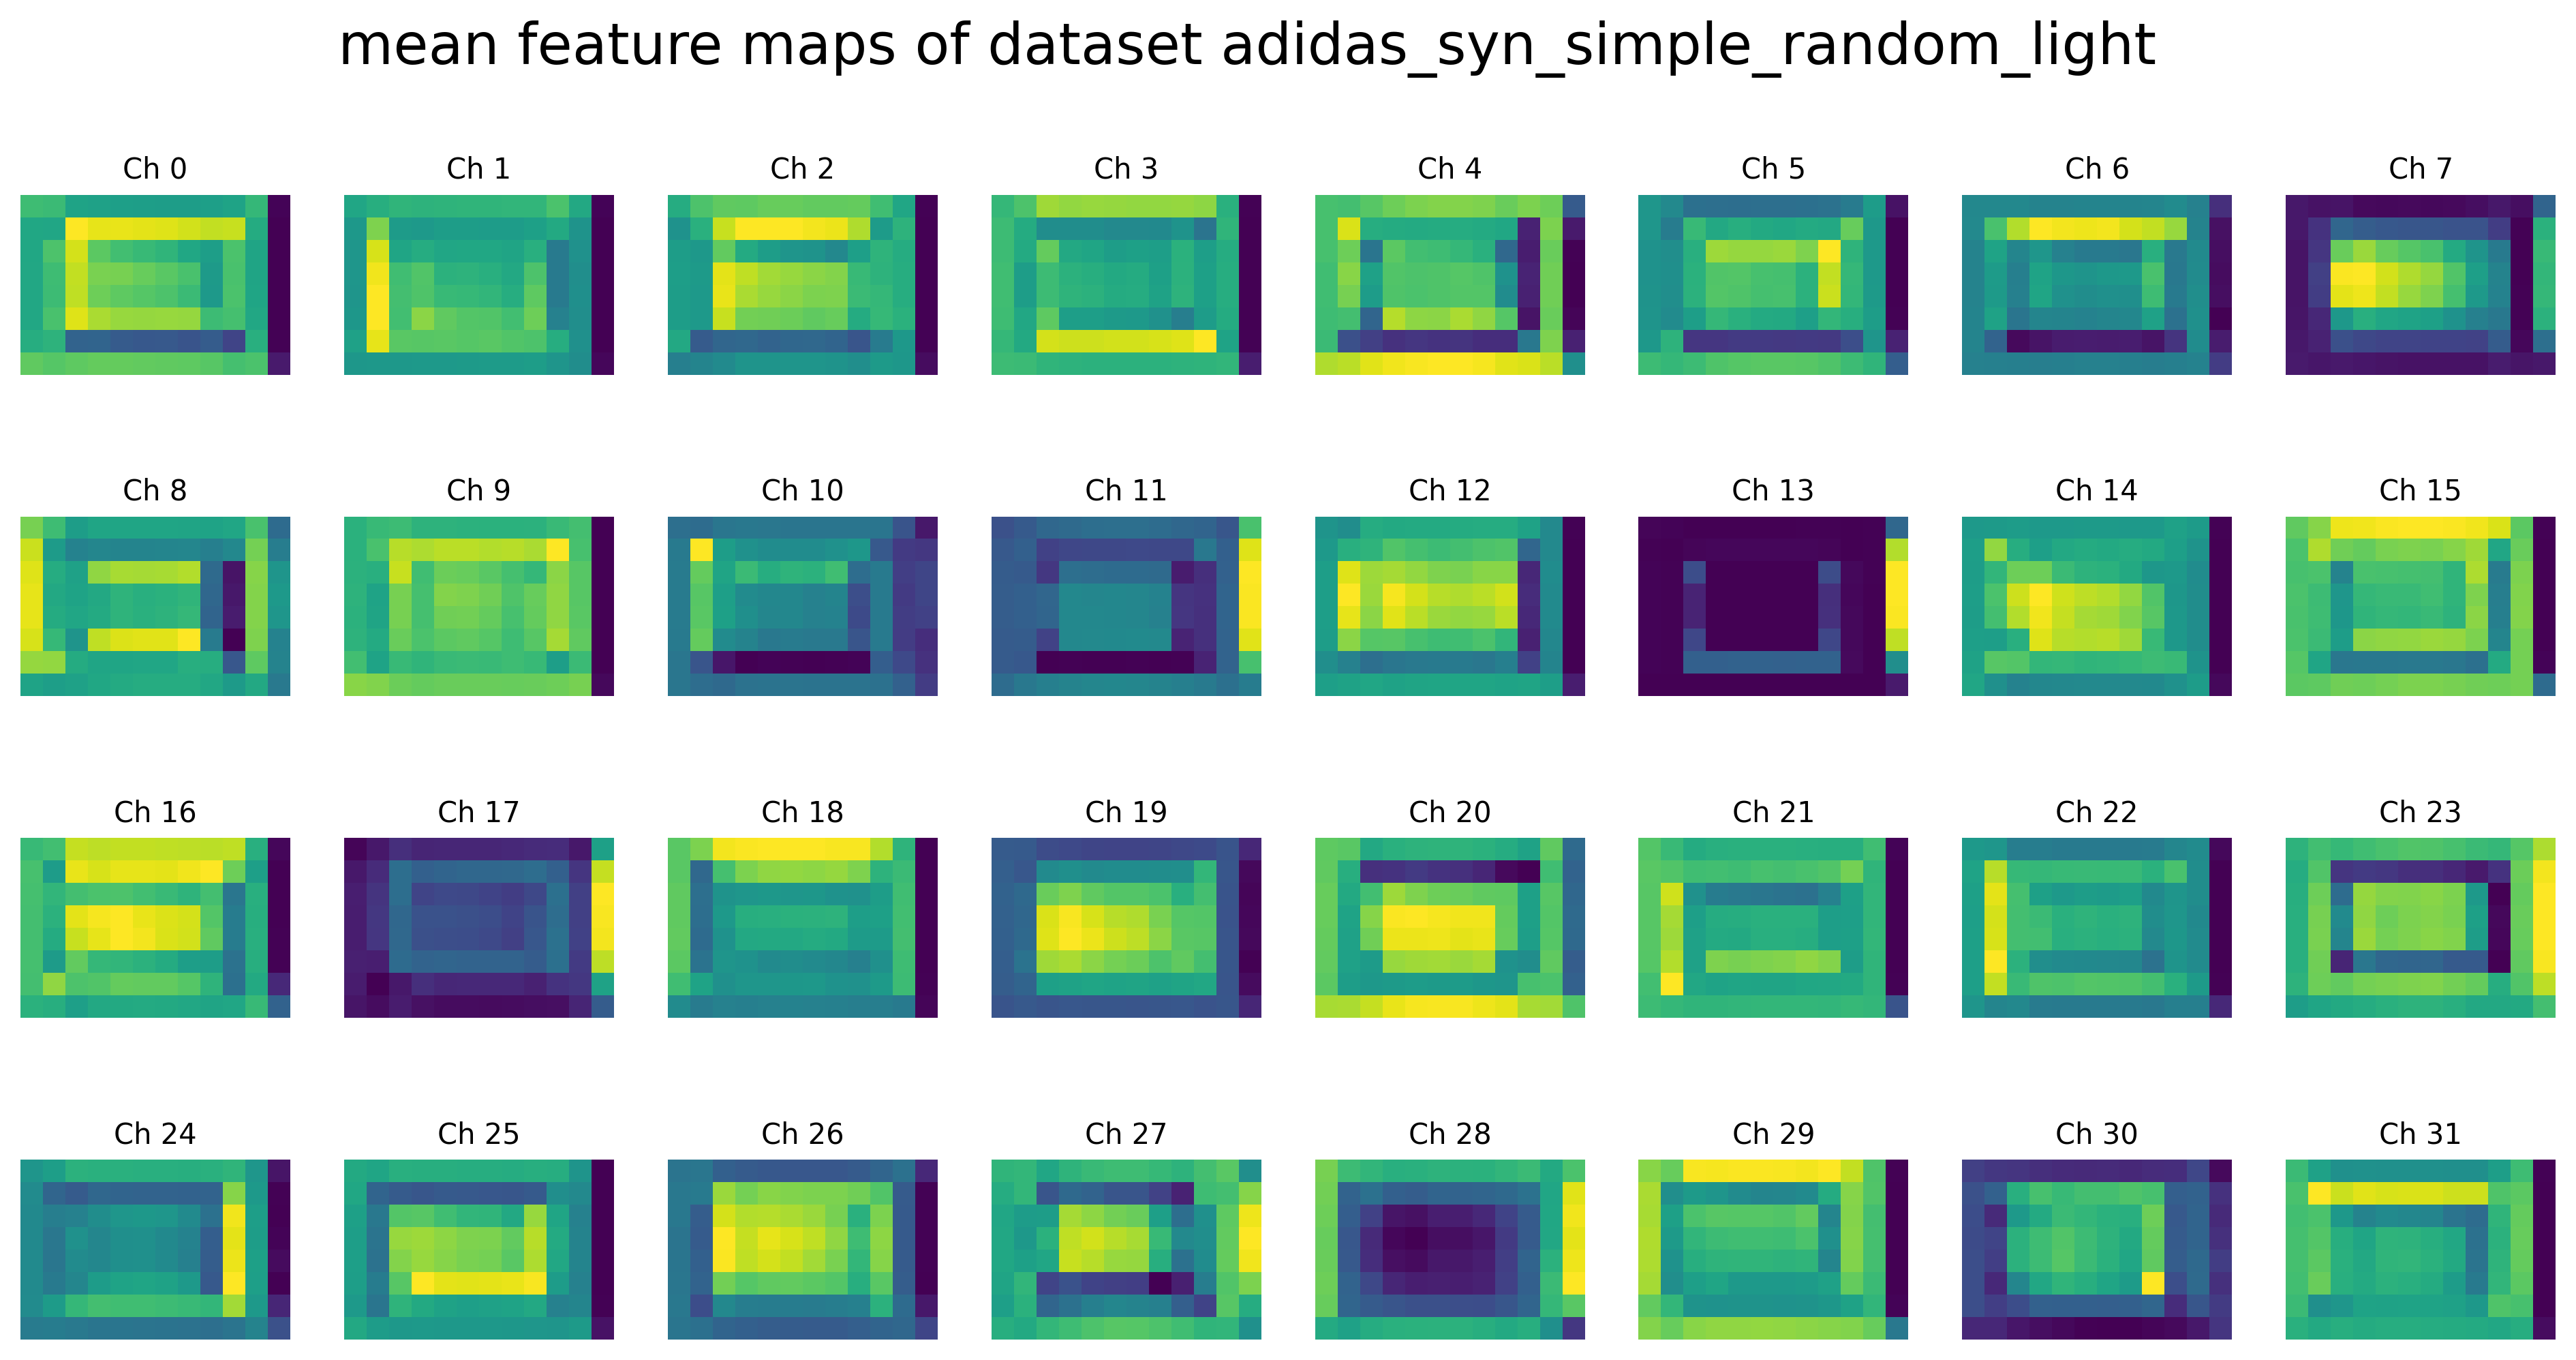 mean feature maps of dataset adidas_syn_simple_random_light
Ch 0 Ch 1 Ch 2 Ch 3 Ch 4 Ch 5 Ch 6 Ch 7
Ch 8 Ch 9 Ch 10 Ch 11 Ch 12 Ch 13 Ch 14 Ch 15
Ch 16 Ch 17 Ch 18 Ch 19 Ch 20 Ch 21 Ch 22 Ch 23
Ch 24 Ch 25 Ch 26 Ch 27 Ch 28 Ch 29 Ch 30 Ch 31